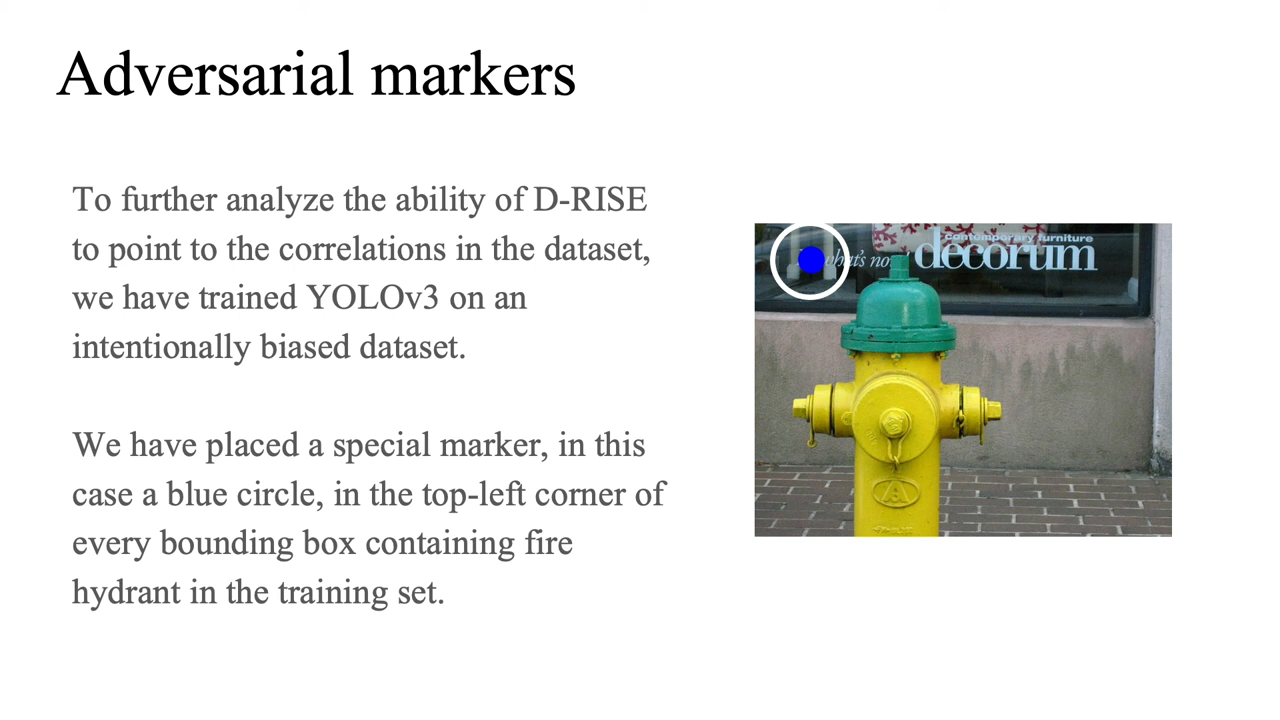 Adversarial markers
To further analyze the ability of D-RISE
to point to the correlations in the dataset,
we have trained YOLOv3 on an
intentionally biased dataset.
We have placed a special marker, in this
case a blue circle, in the top-left corner of
every bounding box containing fire
hydrant in the training set.
contemporary furniture
decorum